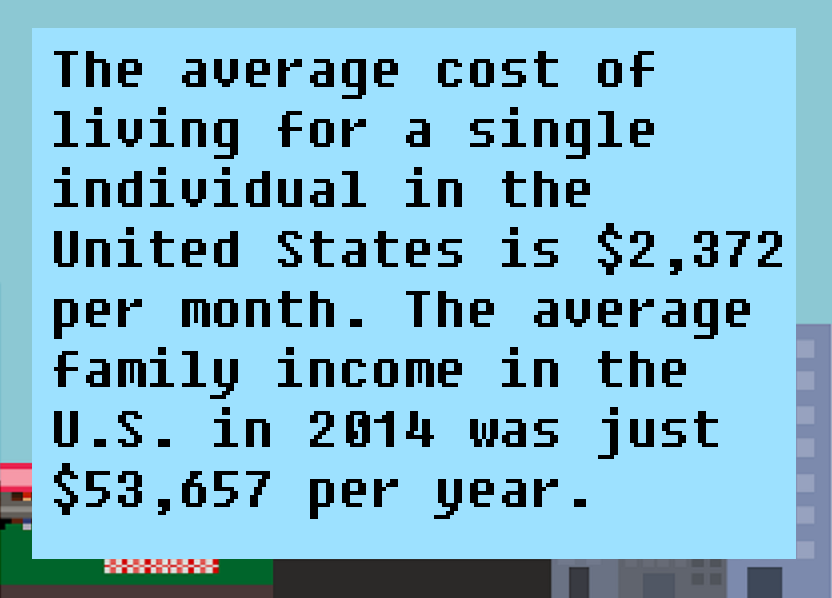 The average cost of
living for a single
individual in the
United States is $2,372
per month. The average
family income in the
U.S. in 2014 was just
$53,657 per year.